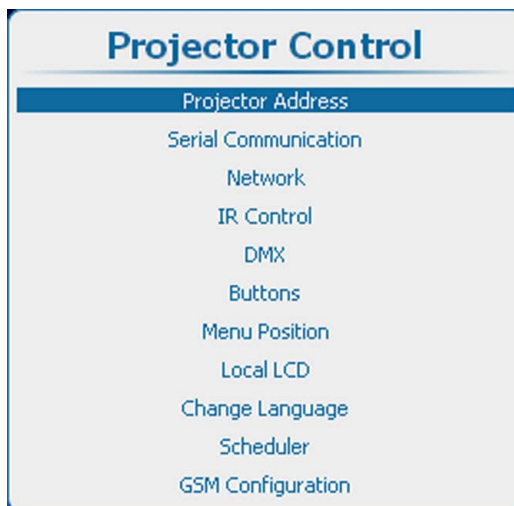 Projector Control
Projector Address
Serial Communication
Network
IR Control
DMX
Buttons
Menu Position
Local LCD
Change Language
Scheduler
GSM Configuration